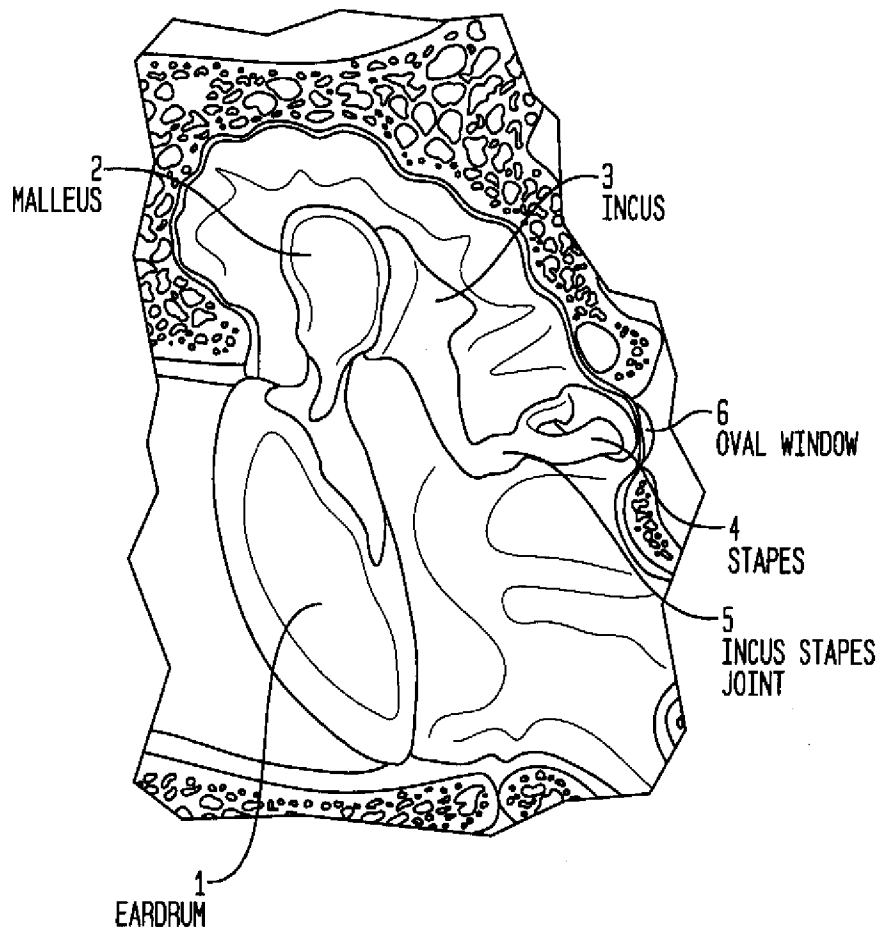 2
MALLEUS
3
INCUS
6
OVAL WINDOW
4
STAPES
5
INCUS STAPES
JOINT
1
EARDRUM